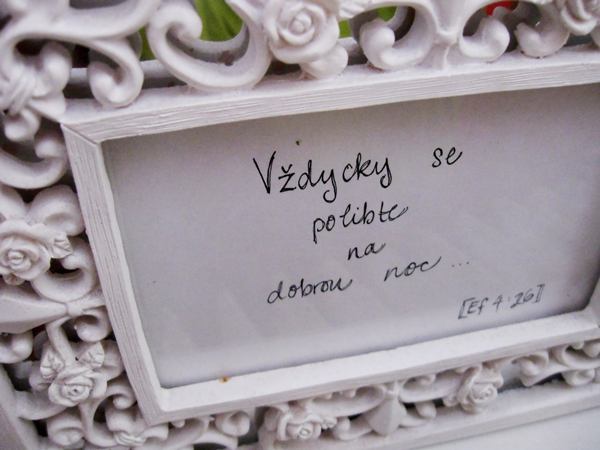 Vždycky se
polibte
na
dobrou noc...
[Ef 4:26]